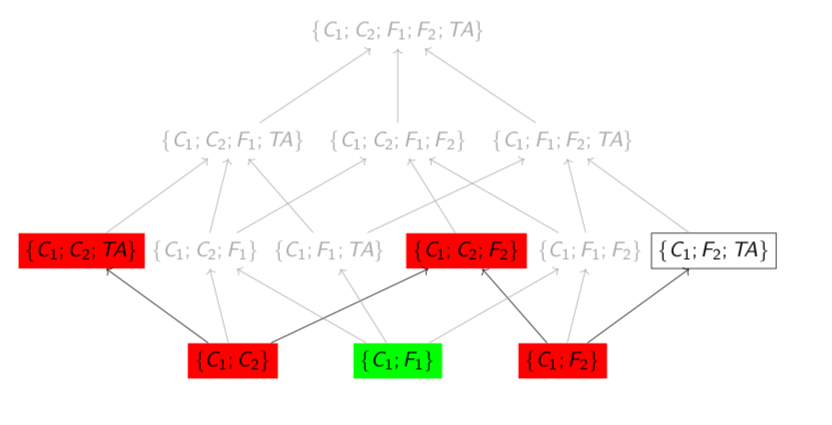 {C₁; C₂; F₁; F₂; TA}
{C₁; C₂; F₁; TA} {C₁; C₂; F₁; F₂} {C₁; F₁; F₂; TA}
{C₁; C₂; TA} {C₁; C₂; F₁} {C₁; F₁; TA} {C₁; C₂; F₂} {C₁; F₁; F₂} {C₁; F₂; TA}
{C₁; C₂} {C₁; F₁} {C₁; F₂}